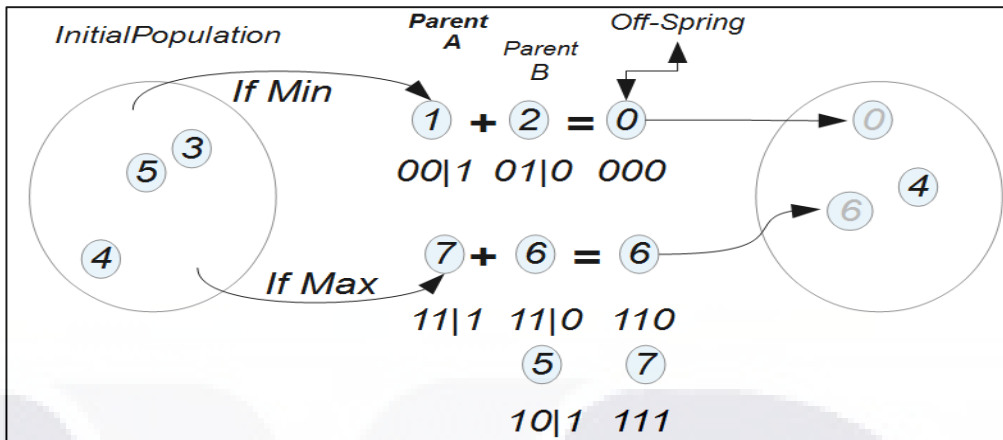 InitialPopulation
Parent A
Parent B
Off-Spring
If Min
1 + 2 = 0
00|1 01|0 000
3
5
4
0
4
6
If Max
7 + 6 = 6
11|1 11|0 110
5 7
10|1 111